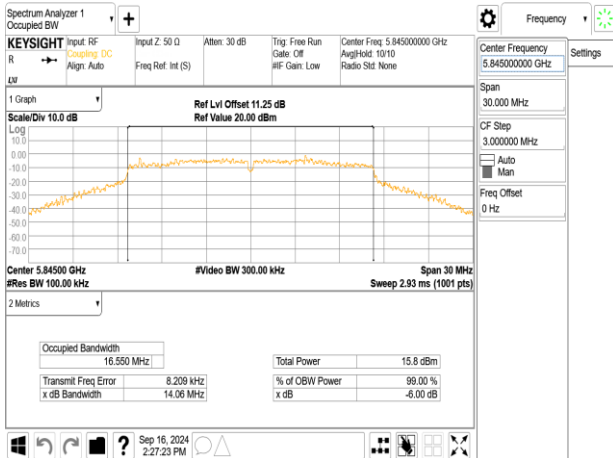 Spectrum Analyzer 1
Occupied BW
Frequency
KEYSIGHT
R
Input: RF
Coupling: DC
Align: Auto
Input Z: 50 Ω
Freq Ref: Int (S)
Atten: 30 dB
Trig: Free Run
Gate: Off
#IF Gain: Low
Center Freq: 5.845000000 GHz
Avg|Hold: 10/10
Radio Std: None
LXI
Center Frequency
5.845000000 GHz
Settings
Span
30.000 MHz
CF Step
3.000000 MHz
Auto
Man
Freq Offset
0 Hz
1 Graph
Scale/Div 10.0 dB
Ref Lvl Offset 11.25 dB
Ref Value 20.00 dBm
Log
10.0
0.00
-10.0
-20.0
-30.0
-40.0
-50.0
-60.0
-70.0
Center 5.84500 GHz
#Video BW 300.00 kHz
Span 30 MHz
#Res BW 100.00 kHz
Sweep 2.93 ms (1001 pts)
2 Metrics
Occupied Bandwidth
16.550 MHz
Total Power 15.8 dBm
Transmit Freq Error 8.209 kHz
% of OBW Power 99.00 %
x dB Bandwidth 14.06 MHz
x dB -6.00 dB
Sep 16, 2024
2:27:23 PM